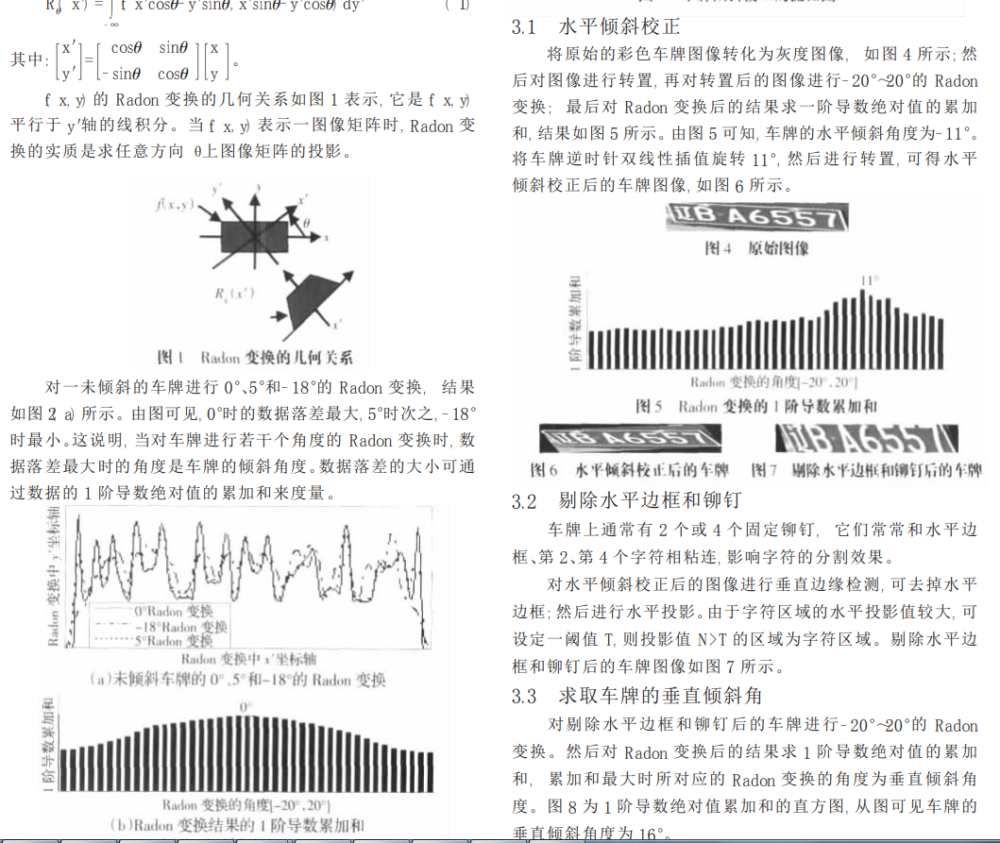 R_θ(x′) = ∫ f(x′cosθ- y′sinθ, x′sinθ- y′cosθ) dy′ (1)
-∞
其中: [x′ y′] = [cosθ sinθ -sinθ cosθ] [x y]。
f(x, y) 的 Radon 变换的几何关系如图 1 表示, 它是 f(x, y)
平行于 y′轴的线积分。当 f(x, y) 表示一图像矩阵时, Radon 变
换的实质是求任意方向 θ上图像矩阵的投影。
f(x,y) y′ y x′ θ x
R_θ(x′)
x′
图 1 Radon 变换的几何关系
对一未倾斜的车牌进行 0°、5°和- 18°的 Radon 变换, 结果
如图 2(a) 所示。由图可见, 0°时的数据落差最大, 5°时次之, - 18°
时最小。这说明, 当对车牌进行若干个角度的 Radon 变换时, 数
据落差最大时的角度是车牌的倾斜角度。数据落差的大小可通
过数据的 1 阶导数绝对值的累加和来度量。
Radon 变换中 y′坐标轴
0°Radon 变换
-18°Radon 变换
5°Radon 变换
Radon 变换中 x′坐标轴
(a)未倾斜车牌的 0°、5°和-18°的 Radon 变换
1 阶导数累加和
0°
Radon 变换的角度[-20°,20°]
(b)Radon 变换结果的 1 阶导数累加和
3.1 水平倾斜校正
将原始的彩色车牌图像转化为灰度图像, 如图 4 所示; 然
后对图像进行转置, 再对转置后的图像进行- 20°~20°的 Radon
变换; 最后对 Radon 变换后的结果求一阶导数绝对值的累加
和, 结果如图 5 所示。由图 5 可知, 车牌的水平倾斜角度为- 11°。
将车牌逆时针双线性插值旋转 11°, 然后进行转置, 可得水平
倾斜校正后的车牌图像, 如图 6 所示。
辽B A6557
图 4 原始图像
1 阶导数累加和
11°
Radon 变换的角度[-20°,20°]
图 5 Radon 变换的 1 阶导数累加和
辽B A6557
辽B A6557
图 6 水平倾斜校正后的车牌
图 7 剔除水平边框和铆钉后的车牌
3.2 剔除水平边框和铆钉
车牌上通常有 2 个或 4 个固定铆钉, 它们常常和水平边
框、第 2、第 4 个字符相粘连, 影响字符的分割效果。
对水平倾斜校正后的图像进行垂直边缘检测, 可去掉水平
边框; 然后进行水平投影。由于字符区域的水平投影值较大, 可
设定一阈值 T, 则投影值 N>T 的区域为字符区域。剔除水平边
框和铆钉后的车牌图像如图 7 所示。
3.3 求取车牌的垂直倾斜角
对剔除水平边框和铆钉后的车牌进行- 20°~20°的 Radon
变换。然后对 Radon 变换后的结果求 1 阶导数绝对值的累加
和, 累加和最大时所对应的 Radon 变换的角度为垂直倾斜角
度。图 8 为 1 阶导数绝对值累加和的直方图, 从图可见车牌的
垂直倾斜角度为 16°。